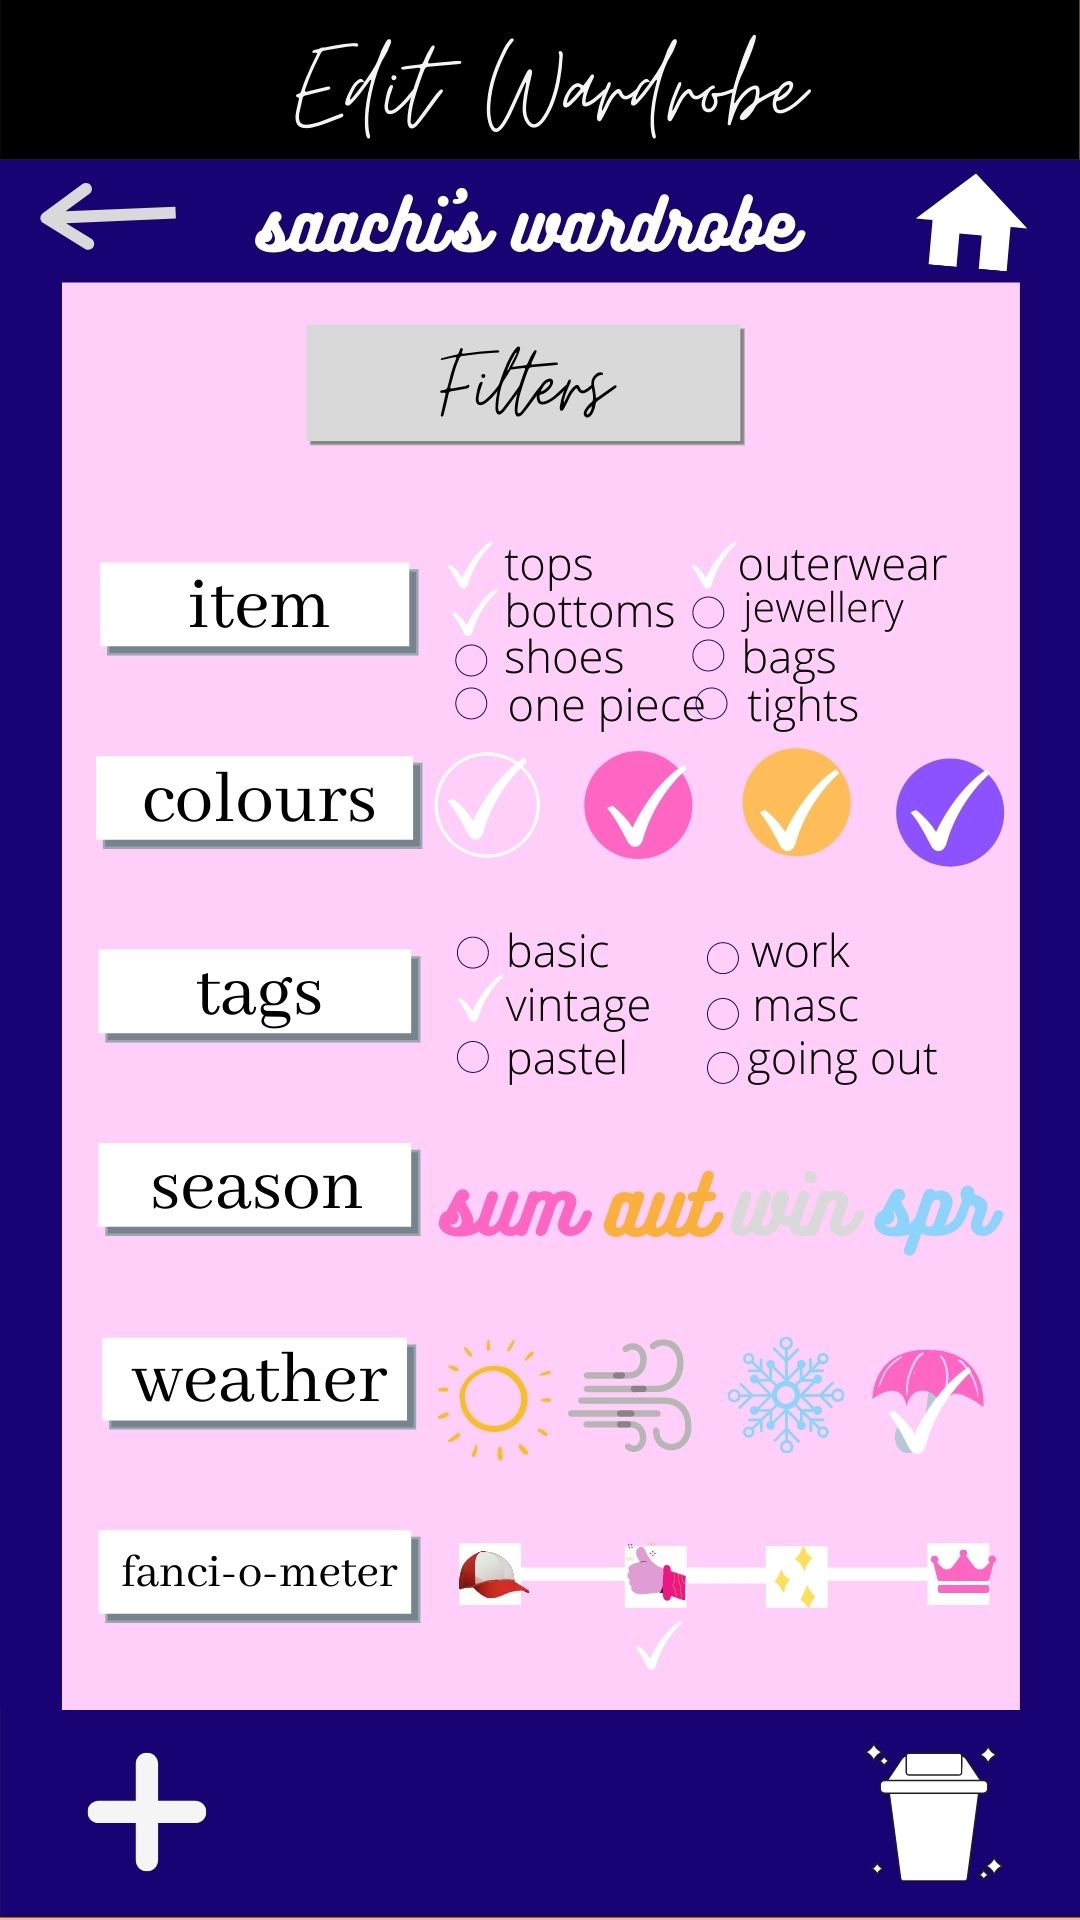 Edit Wardrobe
saachi's wardrobe
Filters
item
tops
outerwear
bottoms
jewellery
shoes
bags
one piece
tights
colours
tags
basic
work
vintage
masc
pastel
going out
season
sum aut win spr
weather
fanci-o-meter